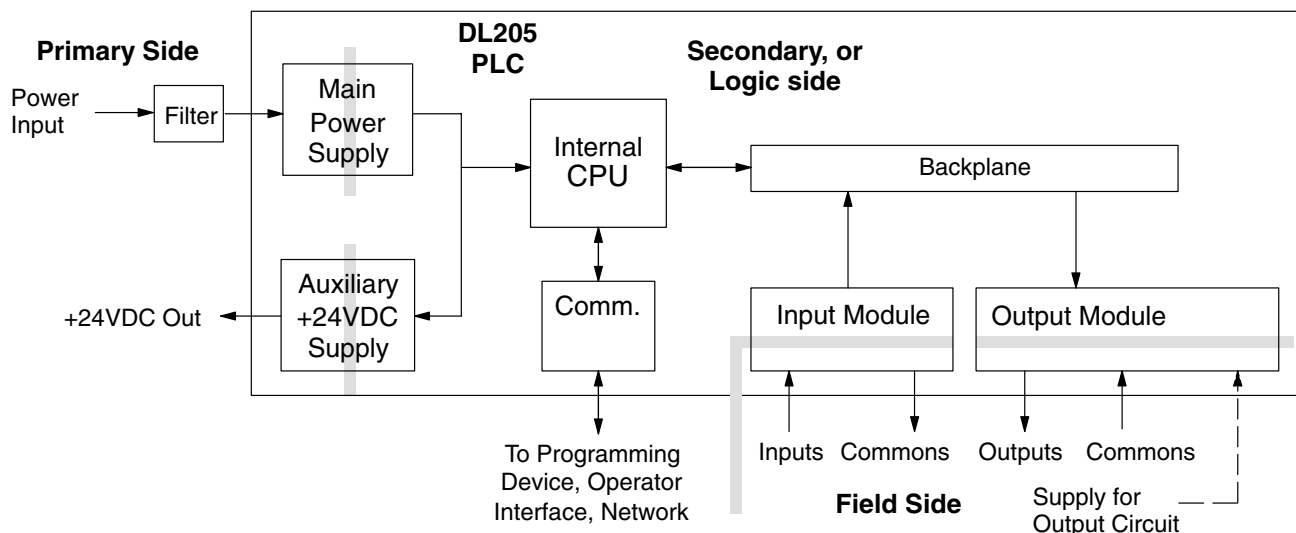 Primary Side
DL205
PLC
Secondary, or
Logic side
Power
Input
Filter
Main
Power
Supply
Internal
CPU
Backplane
Auxiliary
+24VDC
Supply
+24VDC Out
Comm.
Input Module
Output Module
Inputs
Commons
Outputs
Commons
To Programming
Device, Operator
Interface, Network
Field Side
Supply for
Output Circuit